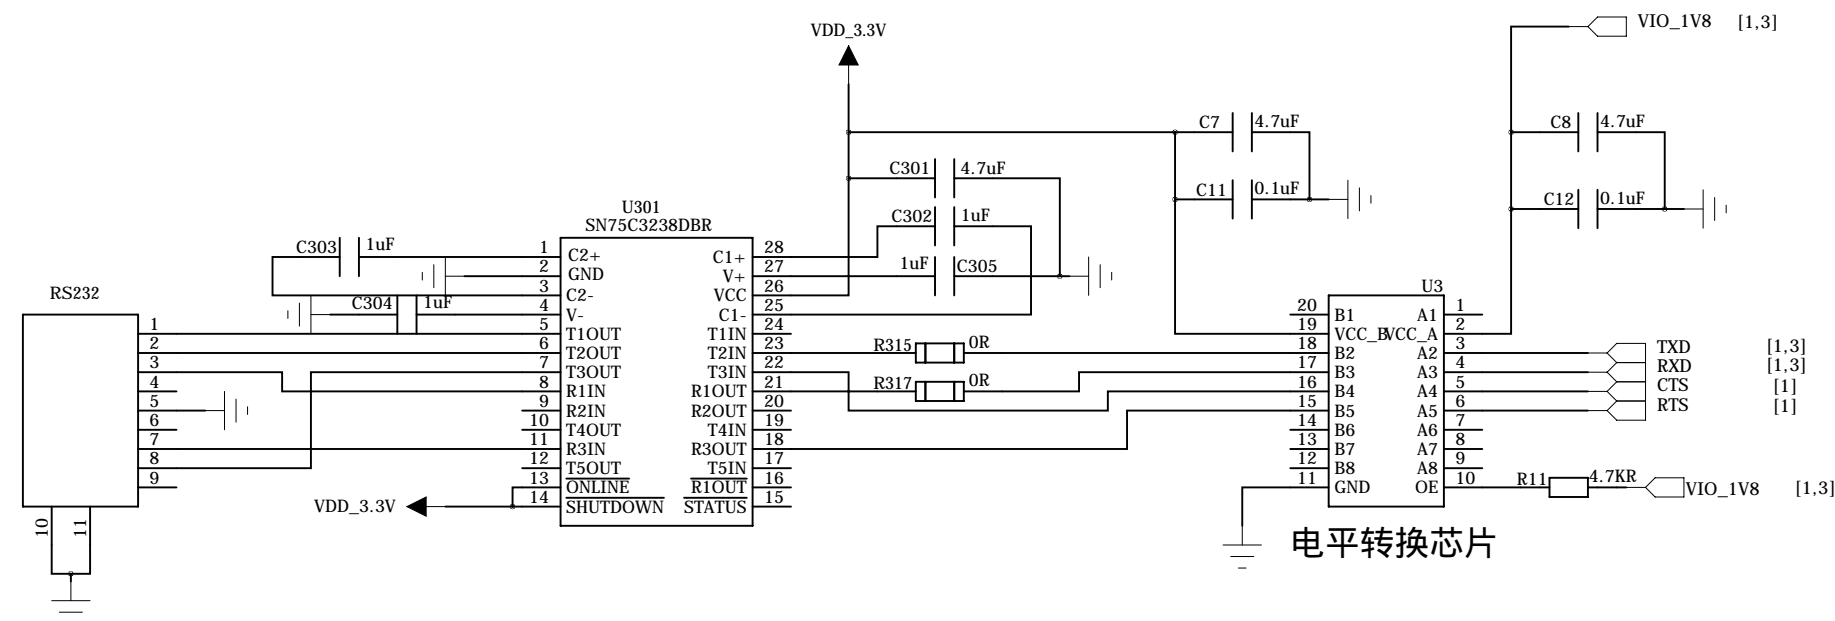 VIO_1V8 [1,3]
VDD_3.3V
C7 4.7uF
C8 4.7uF
C301 4.7uF
C11 0.1uF
C12 0.1uF
U301
SN75C3238DBR
C302 1uF
C303 1uF
1uF C305
C304 1uF
RS232
1
2
3
4
5
6
7
8
9
10
11
1 C2+ C1+ 28
2 GND V+ 27
3 C2- VCC 26
4 V- C1- 25
5 T1OUT T1IN 24
6 T2OUT T2IN 23
7 T3OUT T3IN 22
8 R1IN R1OUT 21
9 R2IN R2OUT 20
10 T4OUT T4IN 19
11 R3IN R3OUT 18
12 T5OUT T5IN 17
13 ONLINE R1OUT 16
14 SHUTDOWN STATUS 15
VDD_3.3V
R315 0R
R317 0R
U3
20 B1 A1 1
19 VCC_B VCC_A 2
18 B2 A2 3
17 B3 A3 4
16 B4 A4 5
15 B5 A5 6
14 B6 A6 7
13 B7 A7 8
12 B8 A8 9
11 GND OE 10
TXD [1,3]
RXD [1,3]
CTS [1]
RTS [1]
R11 4.7KR VIO_1V8 [1,3]
电平转换芯片